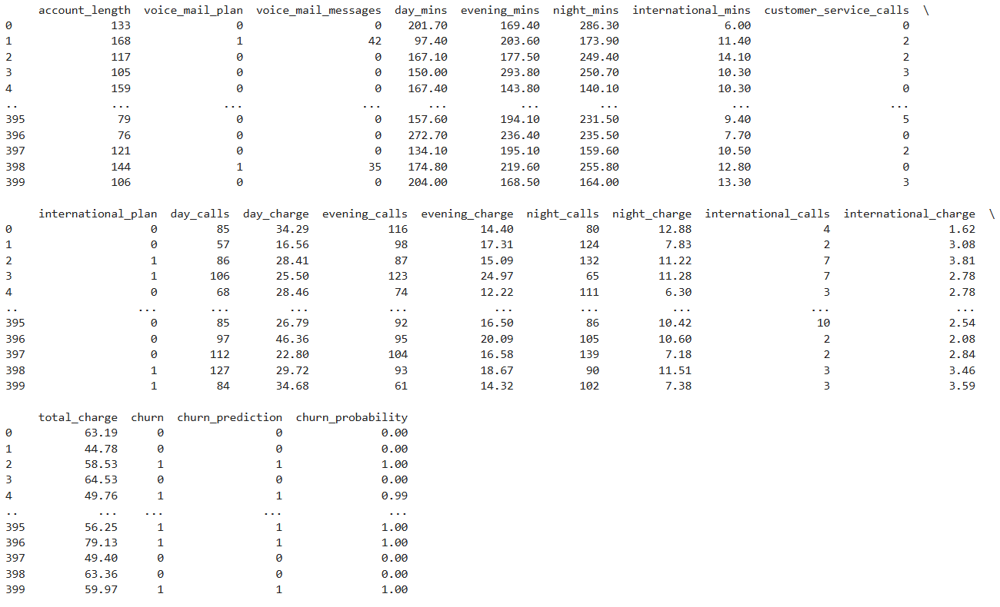 account_length voice_mail_plan voice_mail_messages day_mins evening_mins night_mins international_mins customer_service_calls \
0 133 0 0 201.70 169.40 286.30 6.00 0
1 168 1 42 97.40 203.60 173.90 11.40 2
2 117 0 0 167.10 177.50 249.40 14.10 2
3 105 0 0 150.00 293.80 250.70 10.30 3
4 159 0 0 167.40 143.80 140.10 10.30 0
.. ... ... ... ... ... ... ... ...
395 79 0 0 157.60 194.10 231.50 9.40 5
396 76 0 0 272.70 236.40 235.50 7.70 0
397 121 0 0 134.10 195.10 159.60 10.50 2
398 144 1 35 174.80 219.60 255.80 12.80 0
399 106 0 0 204.00 168.50 164.00 13.30 3
international_plan day_calls day_charge evening_calls evening_charge night_calls night_charge international_calls international_charge \
0 0 85 34.29 116 14.40 80 12.88 4 1.62
1 0 57 16.56 98 17.31 124 7.83 2 3.08
2 1 86 28.41 87 15.09 132 11.22 7 3.81
3 1 106 25.50 123 24.97 65 11.28 7 2.78
4 0 68 28.46 74 12.22 111 6.30 3 2.78
.. ... ... ... ... ... ... ... ... ...
395 0 85 26.79 92 16.50 86 10.42 10 2.54
396 0 97 46.36 95 20.09 105 10.60 2 2.08
397 0 112 22.80 104 16.58 139 7.18 2 2.84
398 1 127 29.72 93 18.67 90 11.51 3 3.46
399 1 84 34.68 61 14.32 102 7.38 3 3.59
total_charge churn churn_prediction churn_probability
0 63.19 0 0 0.00
1 44.78 0 0 0.00
2 58.53 1 1 1.00
3 64.53 0 0 0.00
4 49.76 1 1 0.99
.. ... ... ... ...
395 56.25 1 1 1.00
396 79.13 1 1 1.00
397 49.40 0 0 0.00
398 63.36 0 0 0.00
399 59.97 1 1 1.00